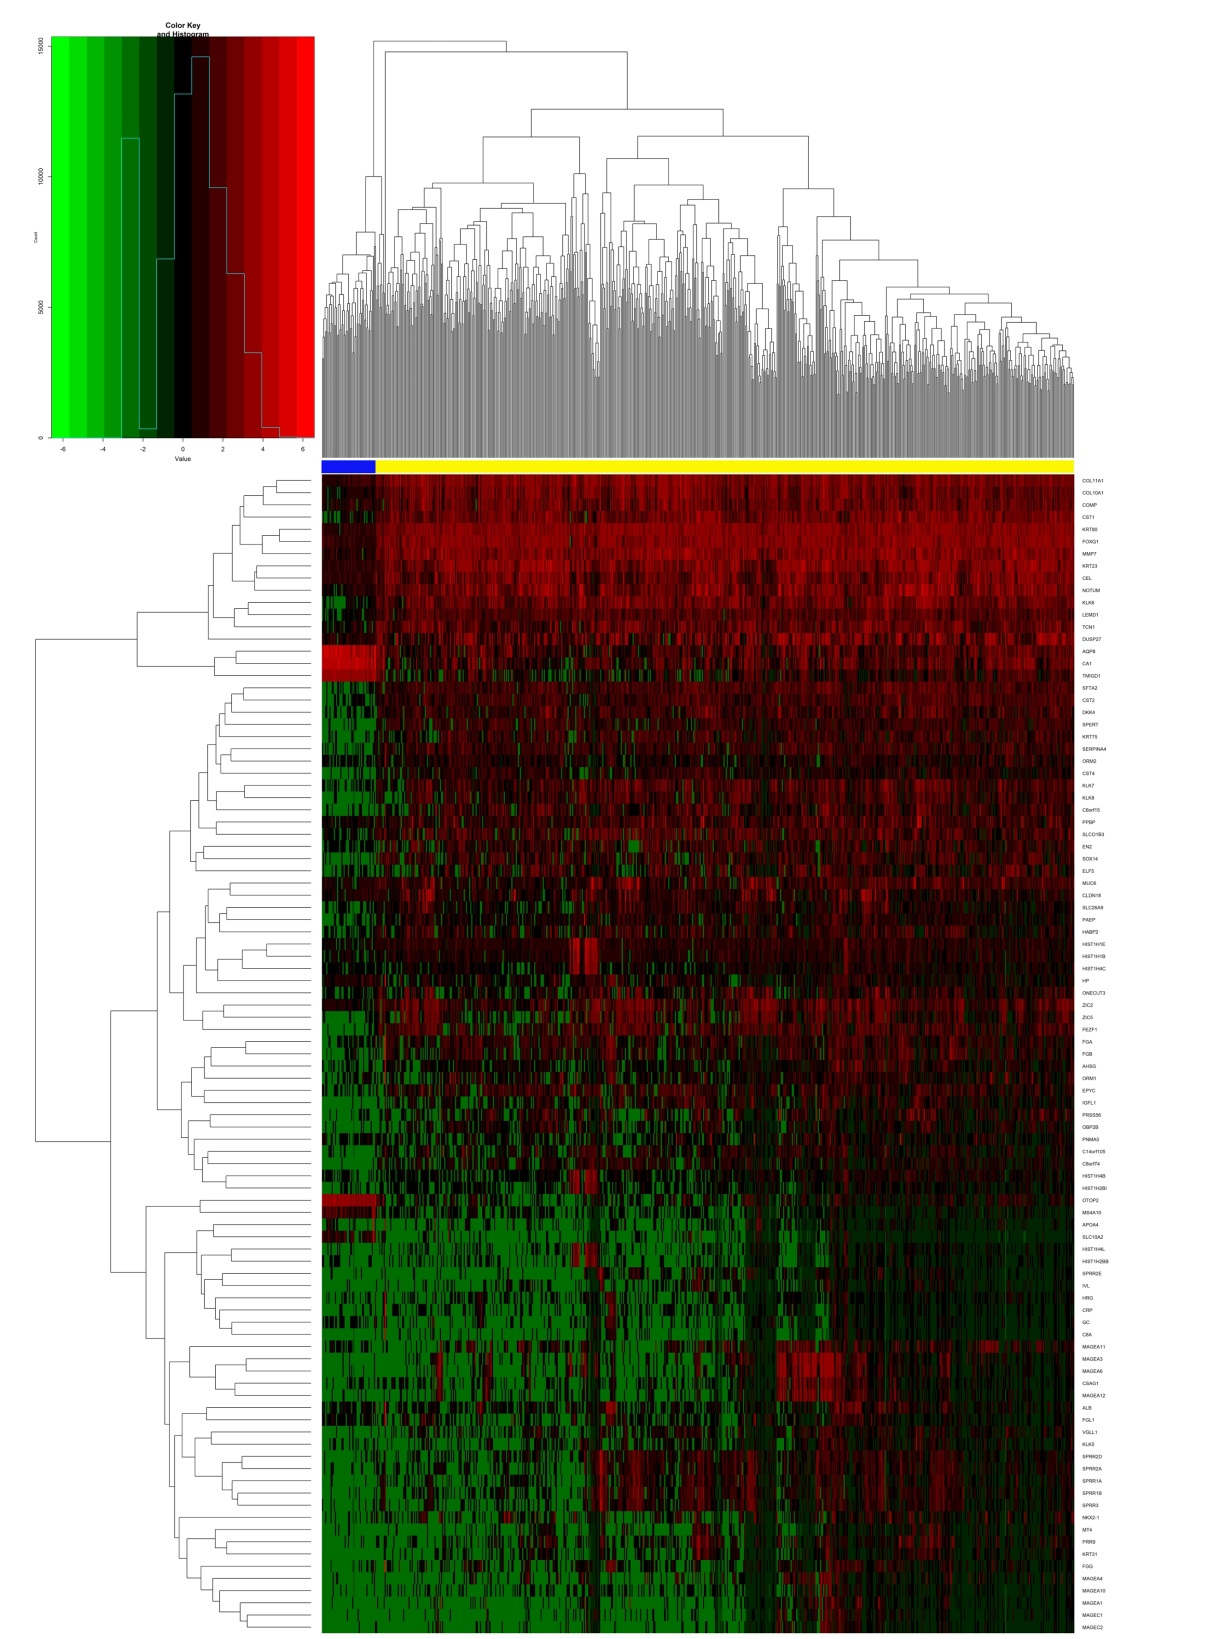 Color Key
and Histogram
15000
10000
5000
0
Count
-6 -4 -2 0 2 4 6
Value
COL11A1
COL10A1
COMP
CST1
KRT80
FOXQ1
MMP7
KRT23
CEL
NOTUM
KLK6
LEMD1
TCN1
DUSP27
AQP8
CA1
TMIGD1
SFTA2
CST2
DKK4
SPERT
KRT75
SERPINA4
ORM2
CST4
KLK7
KLK8
C6orf15
PPBP
SLCO1B3
EN2
SOX14
ELF5
MUC6
CLDN18
SLC26A9
PAEP
HABP2
HIST1H1E
HIST1H1B
HIST1H4C
HP
ONECUT3
ZIC2
ZIC5
FEZF1
FGA
FGB
AHSG
ORM1
EPYC
IGFL1
PRSS56
OBP2B
PNMA5
C14orf105
C8orf74
HIST1H4B
HIST1H2BI
OTOP2
MS4A10
APOA4
SLC10A2
HIST1H4L
HIST1H2BB
SPRR2E
IVL
HRG
CRP
GC
C8A
MAGEA11
MAGEA3
MAGEA6
CSAG1
MAGEA12
ALB
FGL1
VGLL1
KLK5
SPRR2D
SPRR2A
SPRR1A
SPRR1B
SPRR3
NKX2-1
MT4
PRR9
KRT31
FGG
MAGEA4
MAGEA10
MAGEA1
MAGEC1
MAGEC2